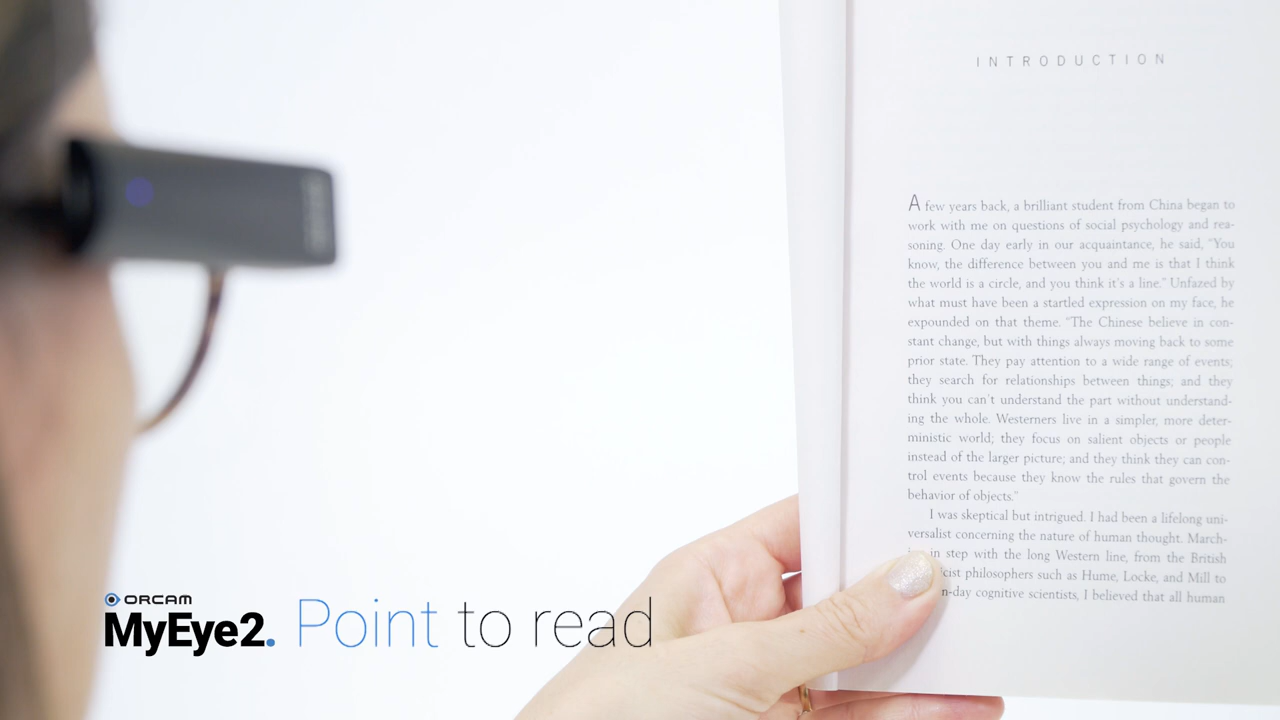 INTRODUCTION
A few years back, a brilliant student from China began to
work with me on questions of social psychology and rea-
soning. One day early in our acquaintance, he said, “You
know, the difference between you and me is that I think
the world is a circle, and you think it's a line.” Unfazed by
what must have been a startled expression on my face, he
expounded on that theme. “The Chinese believe in con-
stant change, but with things always moving back to some
prior state. They pay attention to a wide range of events;
they search for relationships between things; and they
think you can't understand the part without understand-
ing the whole. Westerners live in a simpler, more deter-
ministic world; they focus on salient objects or people
instead of the larger picture; and they think they can con-
trol events because they know the rules that govern the
behavior of objects.”
I was skeptical but intrigued. I had been a lifelong uni-
versalist concerning the nature of human thought. March-
in step with the long Western line, from the British
philosophers such as Hume, Locke, and Mill to
cognitive scientists, I believed that all human
ORCAM
MyEye2. Point to read